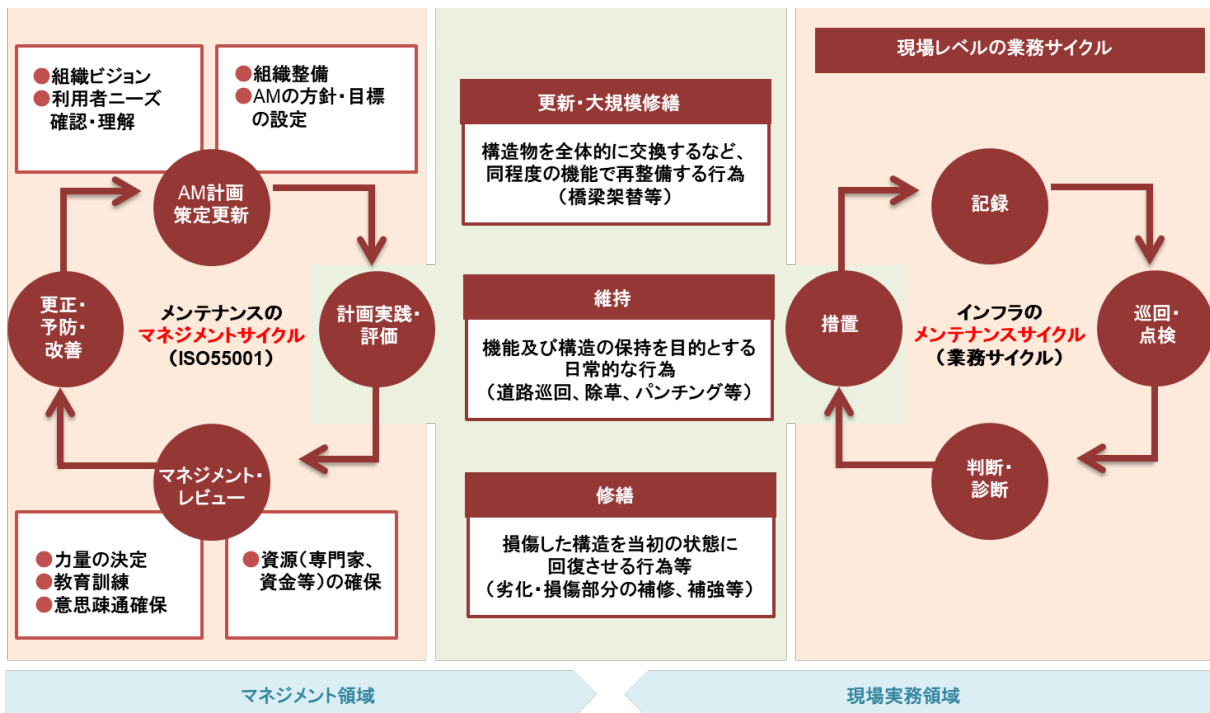 ●組織ビジョン
●利用者ニーズ
確認・理解
●組織整備
●AMの方針・目標
の設定
AM計画
策定更新
更正・
予防・
改善
メンテナンスの
マネジメントサイクル
(ISO55001)
計画実践・
評価
マネジメント・
レビュー
●力量の決定
●教育訓練
●意思疎通確保
●資源(専門家、
資金等)の確保
更新・大規模修繕
構造物を全体的に交換するなど、
同程度の機能で再整備する行為
(橋梁架替等)
維持
機能及び構造の保持を目的とする
日常的な行為
(道路巡回、除草、パンチング等)
修繕
損傷した構造を当初の状態に
回復させる行為等
(劣化・損傷部分の補修、補強等)
現場レベルの業務サイクル
記録
措置
インフラの
メンテナンスサイクル
(業務サイクル)
巡回・
点検
判断・
診断
マネジメント領域
現場実務領域